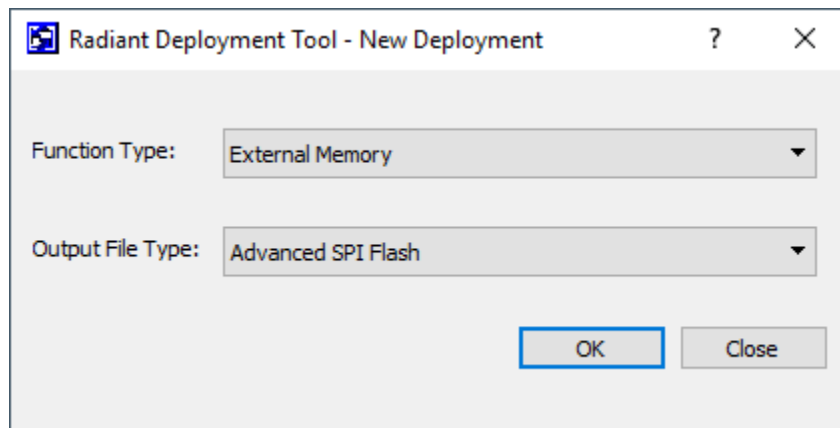 Radiant Deployment Tool - New Deployment ?
Function Type: External Memory
Output File Type: Advanced SPI Flash
OK Close